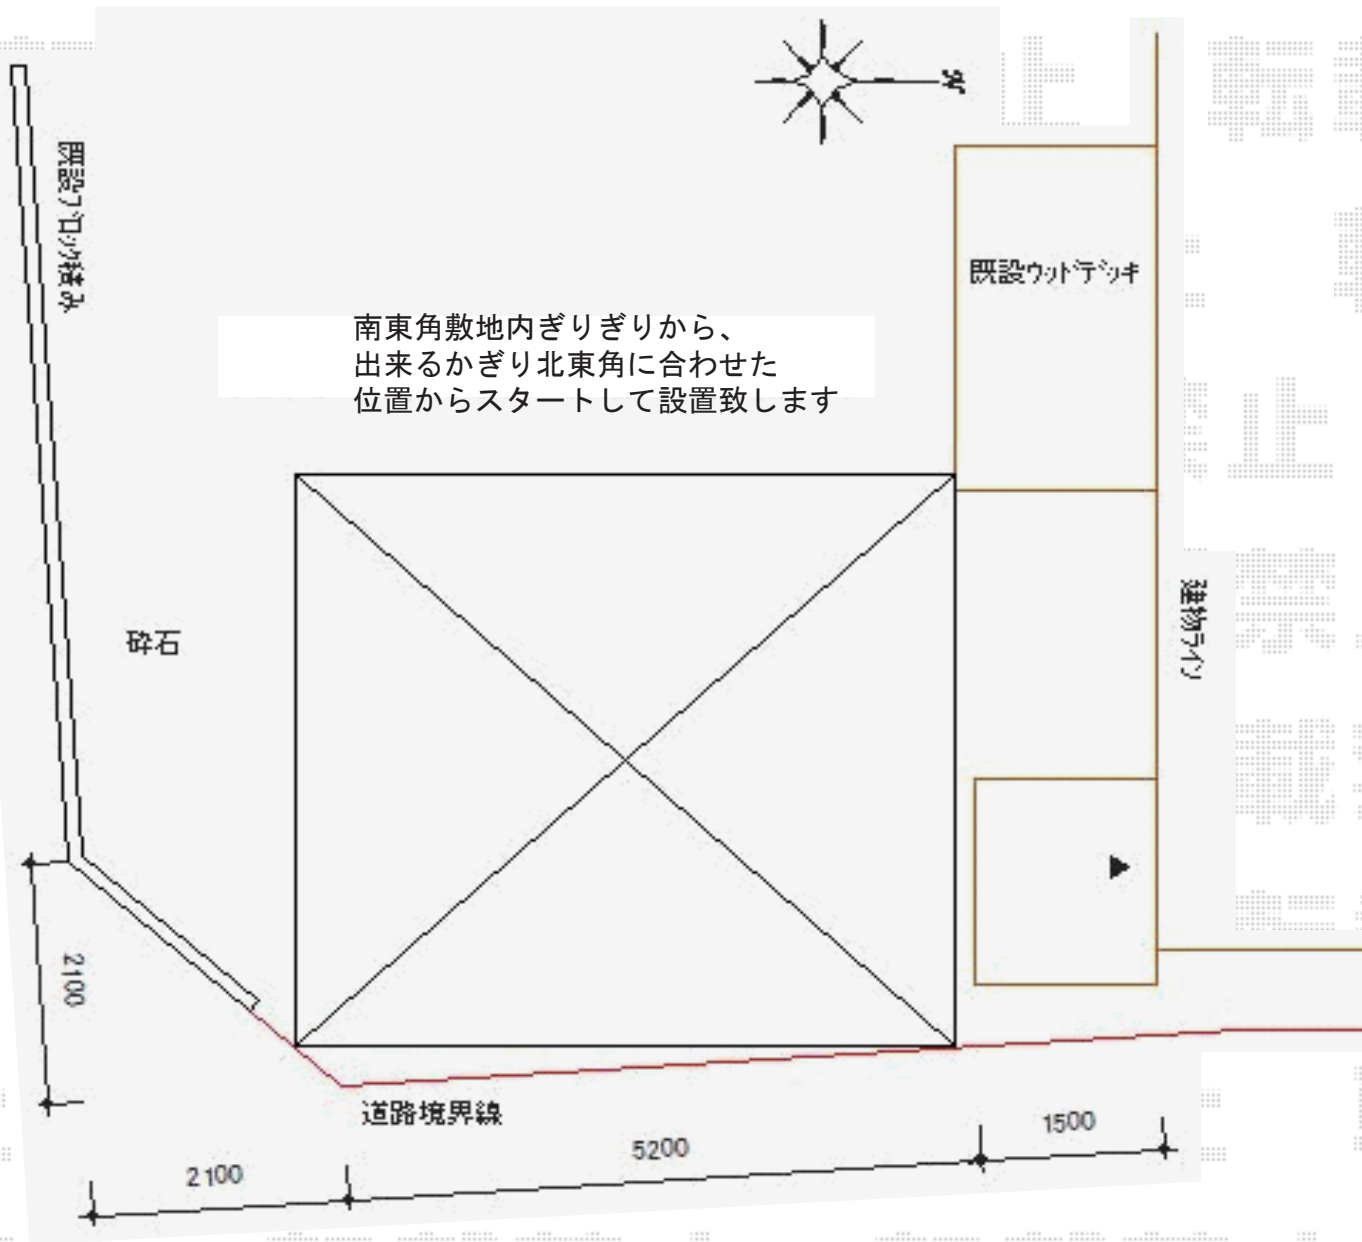 N
既設ブロック積み
既設ウッドデッキ
南東角敷地内ぎりぎりから、
出来るかぎり北東角に合わせた
位置からスタートして設置致します
砕石
建物ライン
2100
道路境界線
2100
5200
1500